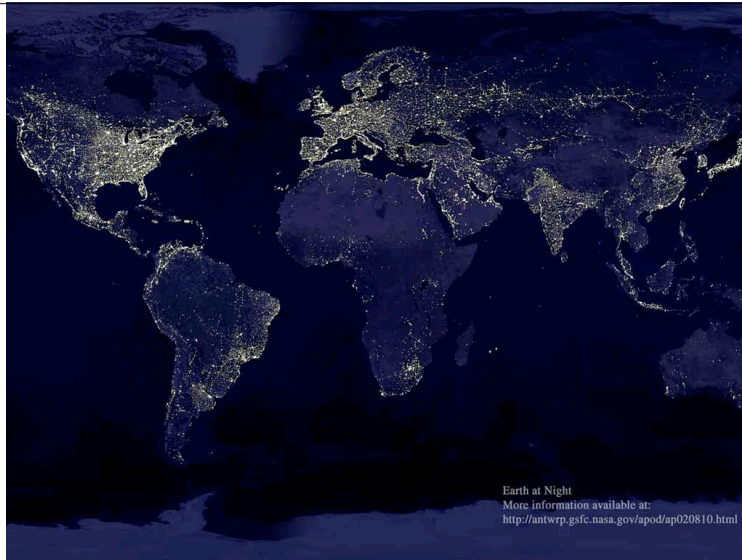 Earth at Night
More information available at:
http://antwrp.gsfc.nasa.gov/apod/ap020810.html